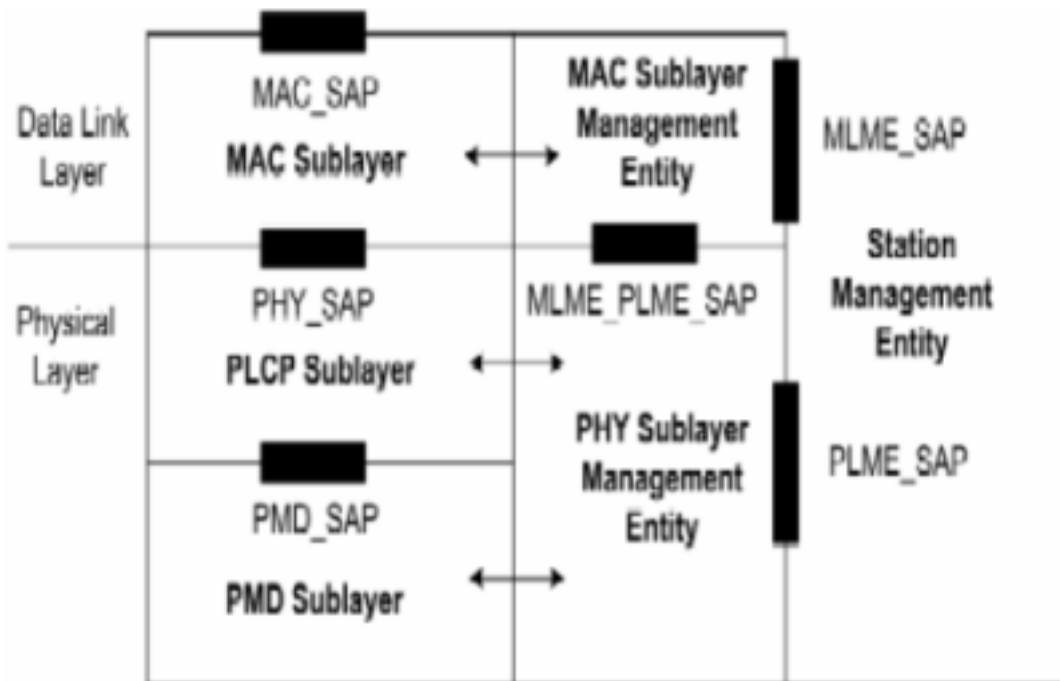 Data Link
Layer
MAC_SAP
MAC Sublayer
MAC Sublayer
Management
Entity
MLME_SAP
Physical
Layer
PHY_SAP
PLCP Sublayer
MLME_PLME_SAP
Station
Management
Entity
PMD_SAP
PMD Sublayer
PHY Sublayer
Management
Entity
PLME_SAP